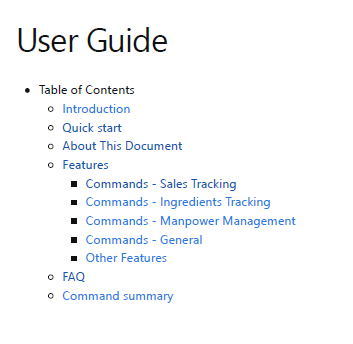 User Guide
Table of Contents
Introduction
Quick start
About This Document
Features
Commands - Sales Tracking
Commands - Ingredients Tracking
Commands - Manpower Management
Commands - General
Other Features
FAQ
Command summary